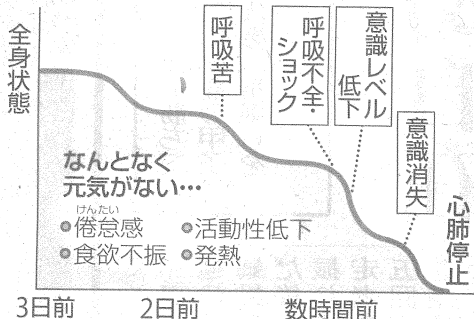 全身状態
呼吸苦
呼吸不全・
ショック
意識レベル
低下
意識消失
心肺停止
なんとなく
元気がない…
けんたい
●倦怠感 ●活動性低下
●食欲不振 ●発熱
3日前 2日前 数時間前